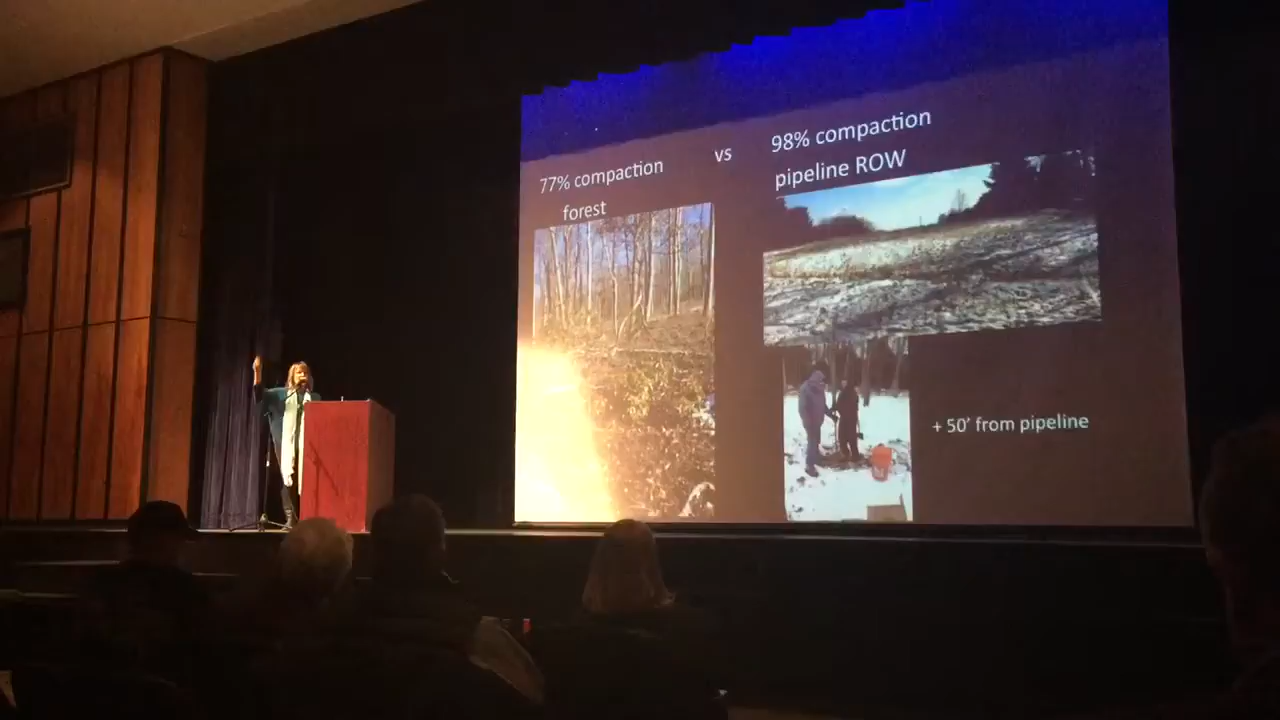 77% compaction
forest
vs
98% compaction
pipeline ROW
+ 50' from pipeline